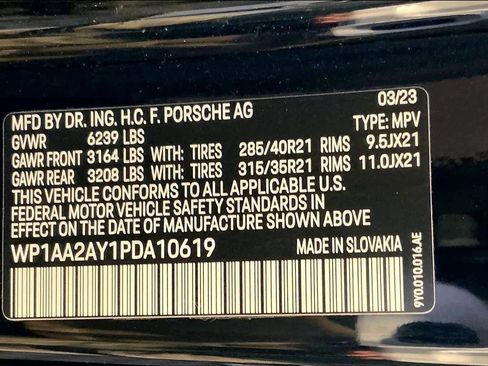 MFD BY DR. ING. H.C. F. PORSCHE AG 03/23
GVWR 6239 LBS TYPE: MPV
GAWR FRONT 3164 LBS WITH: TIRES 285/40R21 RIMS 9.5JX21
GAWR REAR 3208 LBS WITH: TIRES 315/35R21 RIMS 11.0JX21
THIS VEHICLE CONFORMS TO ALL APPLICABLE U.S.
FEDERAL MOTOR VEHICLE SAFETY STANDARDS IN
EFFECT ON THE DATE OF MANUFACTURE SHOWN ABOVE
WP1AA2AY1PDA10619 MADE IN SLOVAKIA
9Y0.010.016.AE